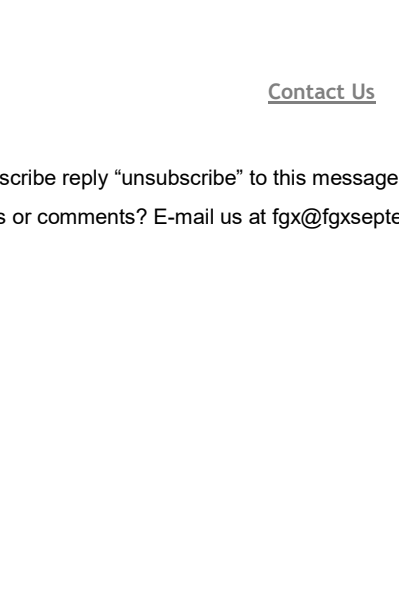 Contact Us
scribe reply “unsubscribe” to this message
s or comments? E-mail us at fgx@fgxsepte